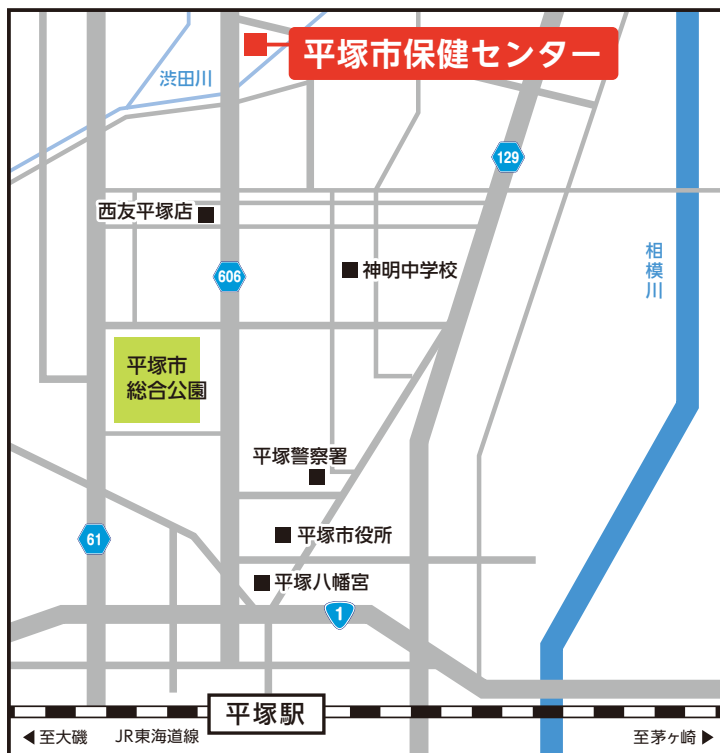 平塚市保健センター
渋田川
129
西友平塚店
606
神明中学校
相模川
平塚市
総合公園
平塚警察署
61
平塚市役所
平塚八幡宮
1
平塚駅
◀至大磯
JR東海道線
至茅ヶ崎▶